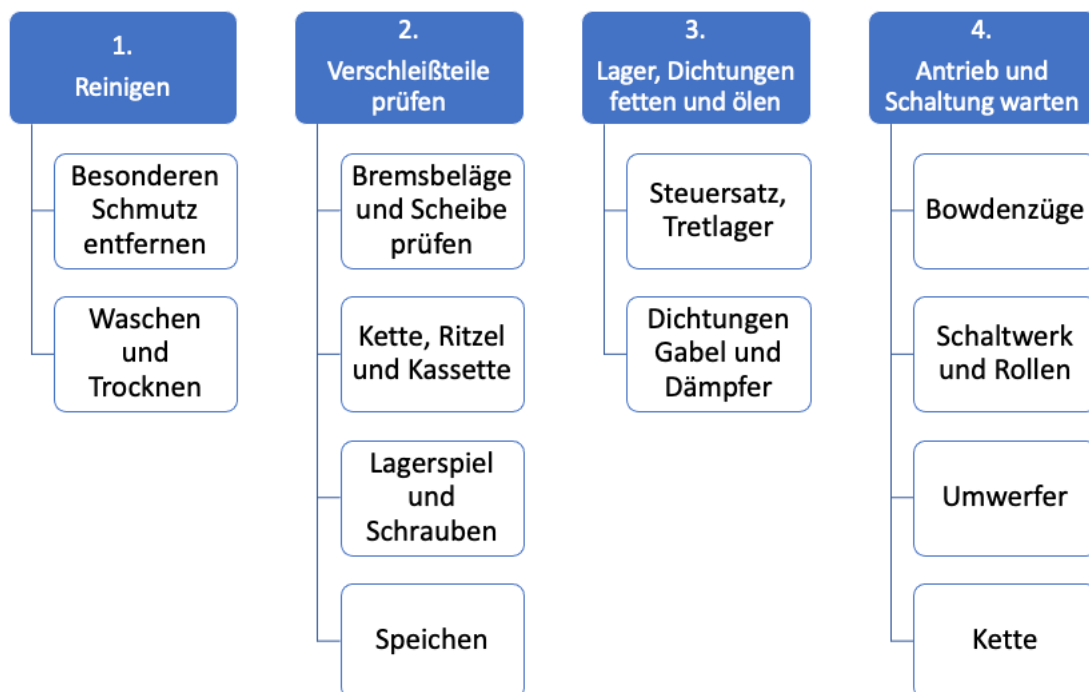 1.
Reinigen
Besonderen
Schmutz
entfernen
Waschen
und
Trocknen
2.
Verschleißteile
prüfen
Bremsbeläge
und Scheibe
prüfen
Kette, Ritzel
und Kassette
Lagerspiel
und
Schrauben
Speichen
3.
Lager, Dichtungen
fetten und ölen
Steuersatz,
Tretlager
Dichtungen
Gabel und
Dämpfer
4.
Antrieb und
Schaltung warten
Bowdenzüge
Schaltwerk
und Rollen
Umwerfer
Kette